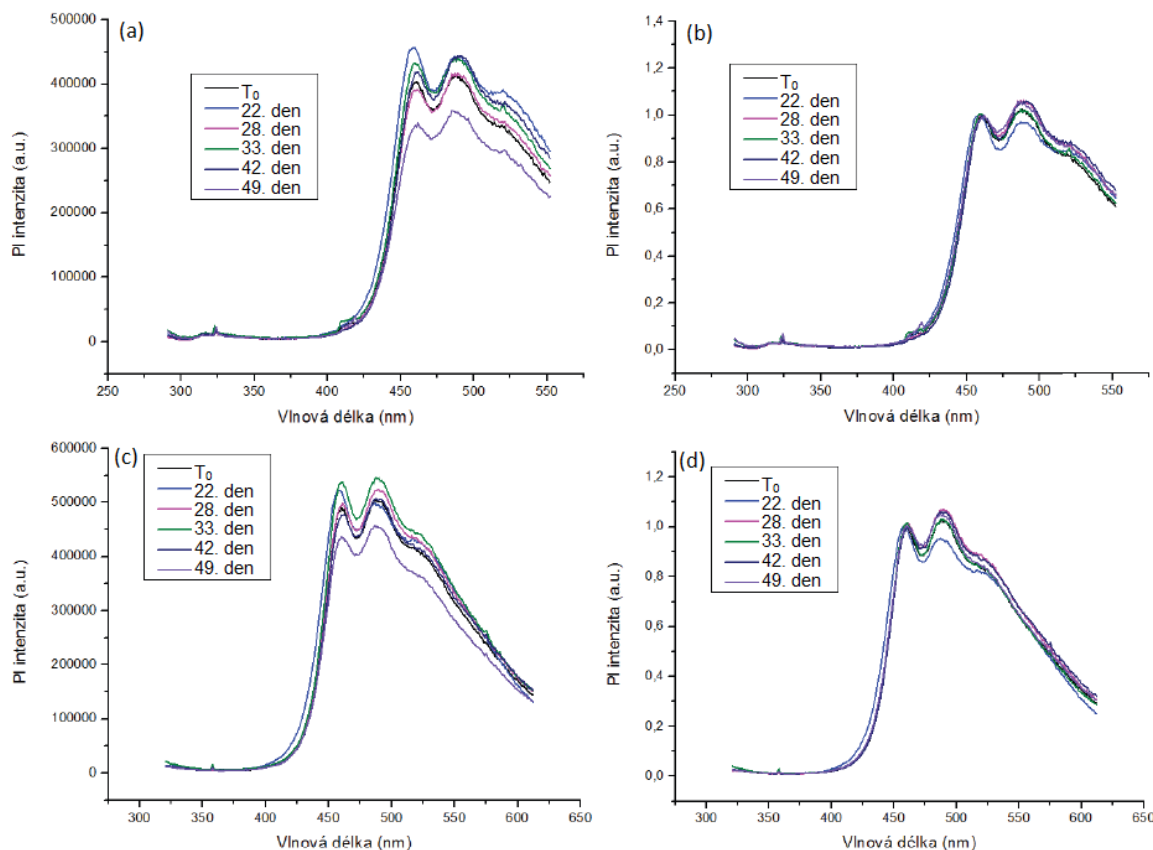 (a)
500000
400000
300000
200000
100000
0
PI intenzita (a.u.)
T₀
22. den
28. den
33. den
42. den
49. den
250 300 350 400 450 500 550
Vlnová délka (nm)
(b)
1,4
1,2
1,0
0,8
0,6
0,4
0,2
0,0
PI intenzita (a.u.)
T₀
22. den
28. den
33. den
42. den
49. den
250 300 350 400 450 500 550
Vlnová délka (nm)
(c)
600000
500000
400000
300000
200000
100000
0
PI intenzita (a.u.)
T₀
22. den
28. den
33. den
42. den
49. den
300 350 400 450 500 550 600 650
Vlnová délka (nm)
(d)
1,2
1,0
0,8
0,6
0,4
0,2
0,0
PI intenzita (a.u.)
T₀
22. den
28. den
33. den
42. den
49. den
300 350 400 450 500 550 600 650
Vlnová délka (nm)